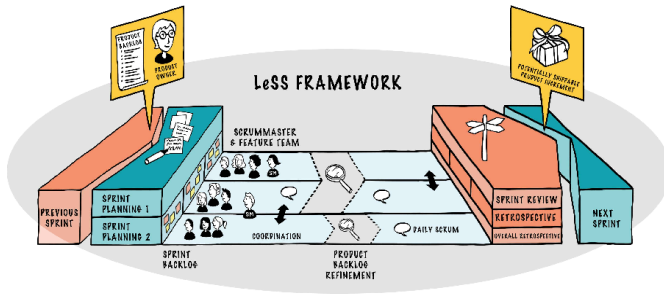 PRODUCT
BACKLOG
PRODUCT
OWNER
POTENTIALLY SHIPPABLE
PRODUCT INCREMENT
LeSS FRAMEWORK
SCRUMMASTER
& FEATURE TEAM
SM
SM
PREVIOUS
SPRINT
SPRINT
PLANNING 1
SPRINT
PLANNING 2
SPRINT
BACKLOG
COORDINATION
PRODUCT
BACKLOG
REFINEMENT
DAILY SCRUM
SPRINT REVIEW
RETROSPECTIVE
OVERALL RETROSPECTIVE
NEXT
SPRINT